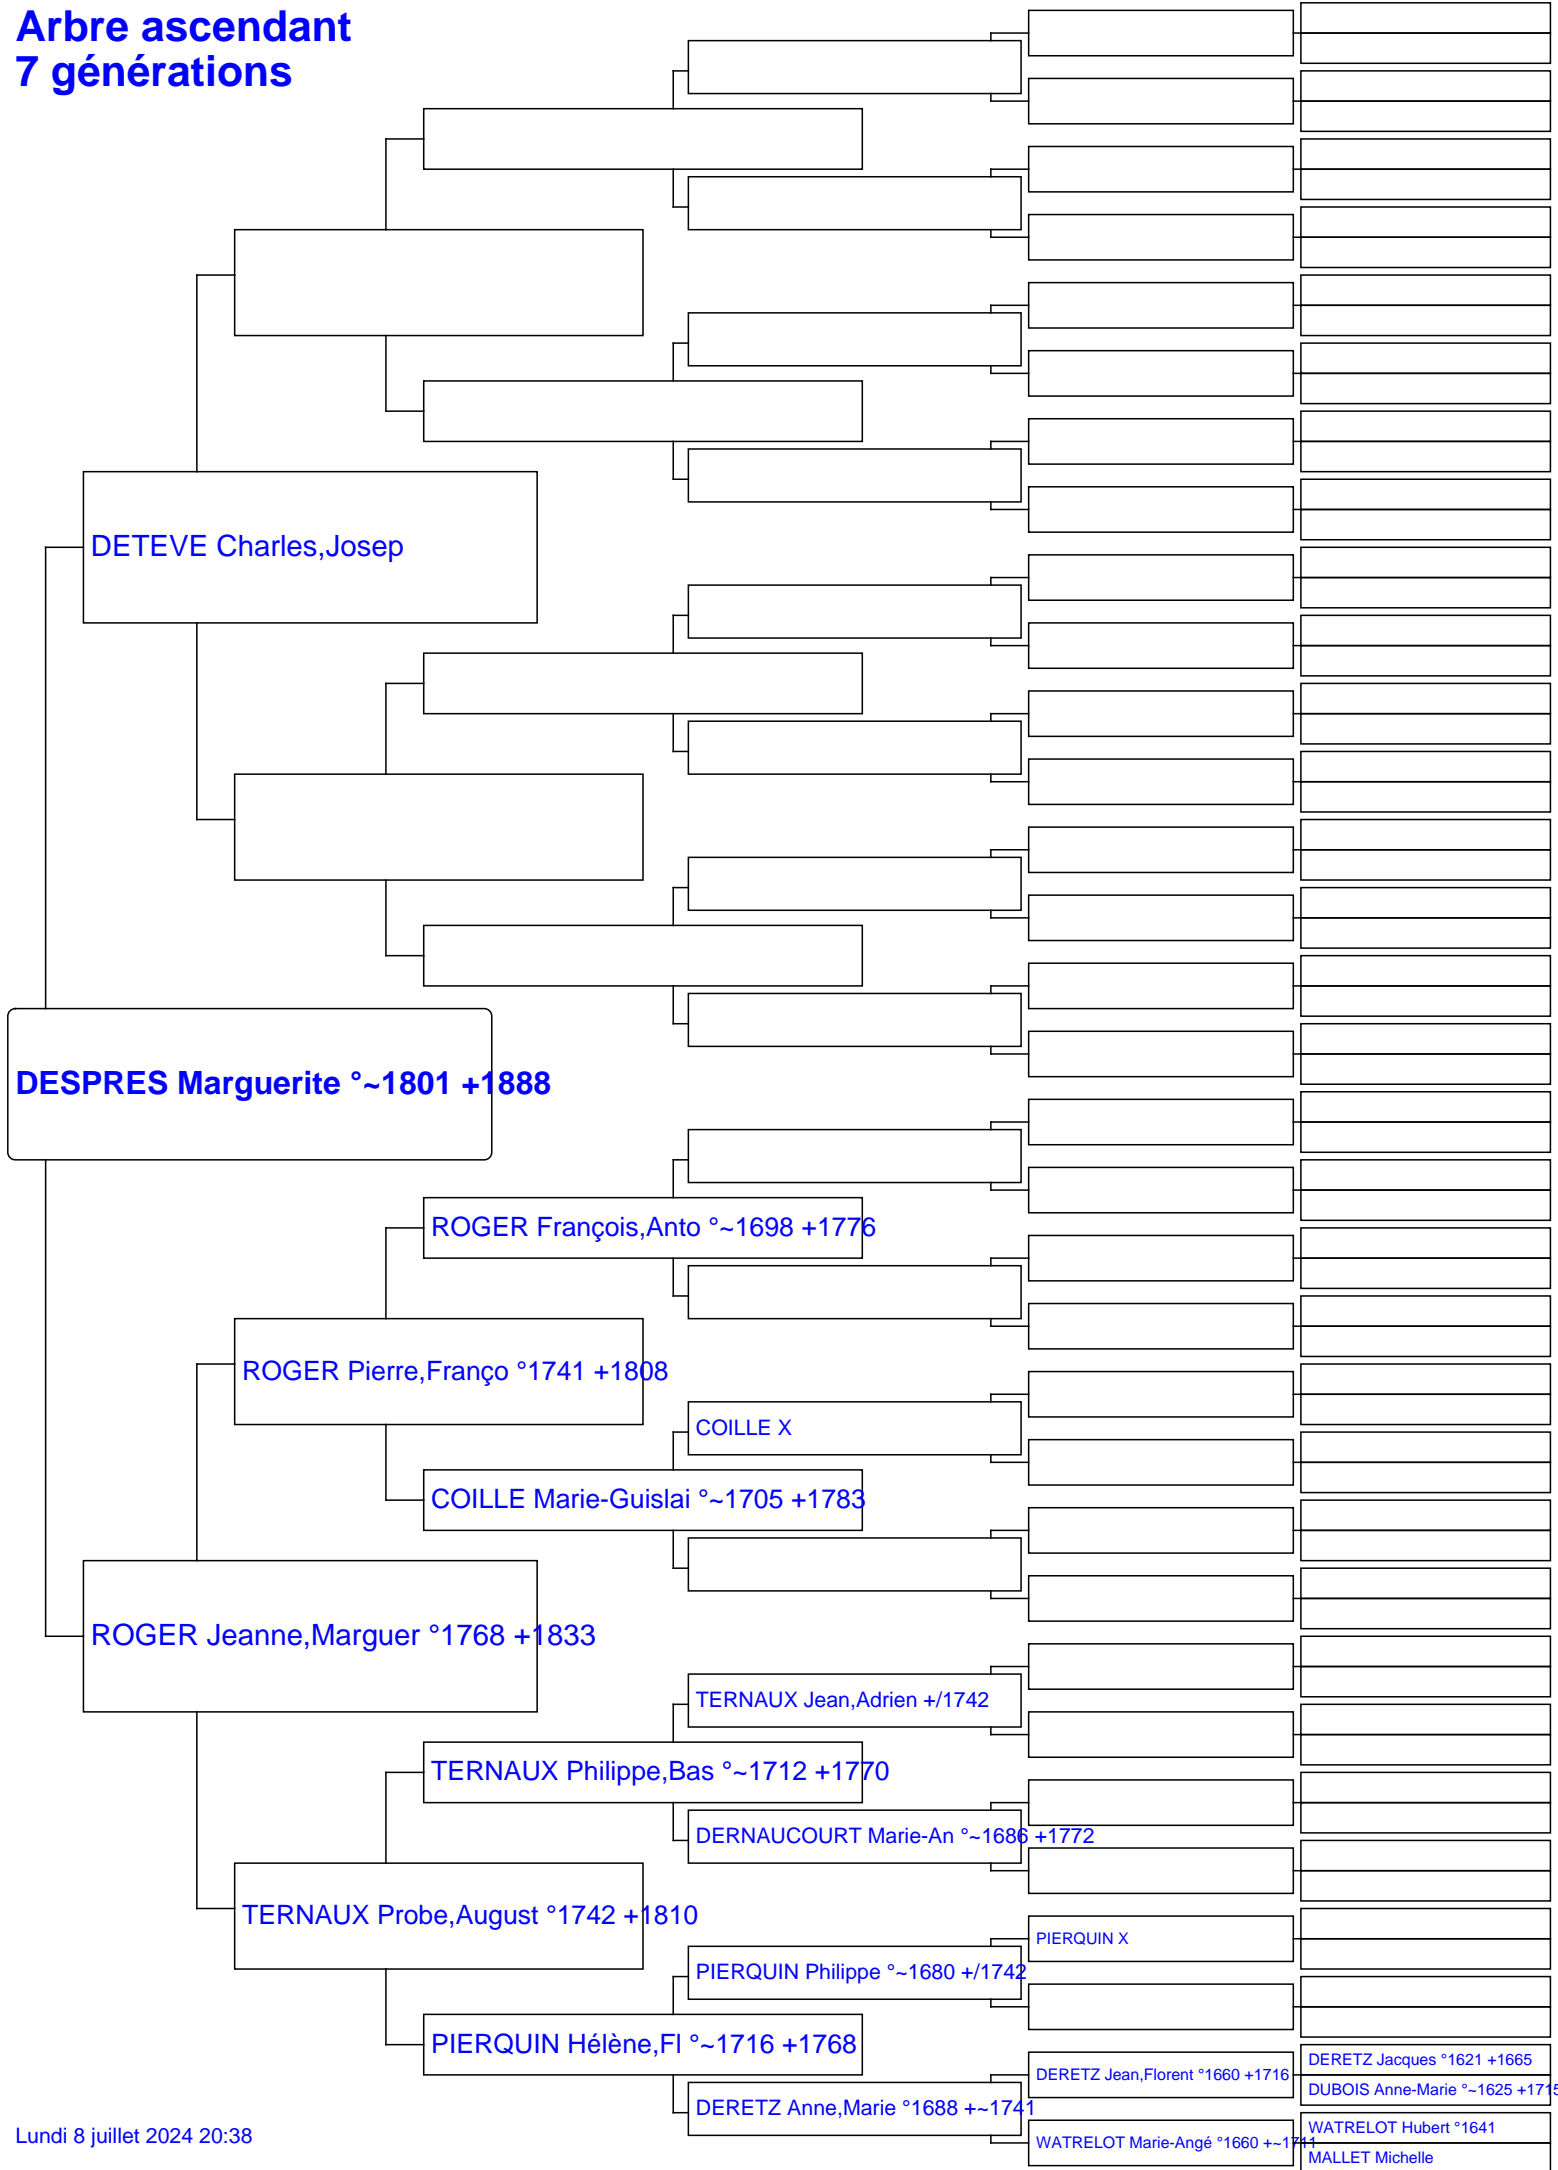 Arbre ascendant
7 générations
DETEVE Charles,Josep
DESPRES Marguerite °~1801 +1888
ROGER François,Anto °~1698 +1776
ROGER Pierre,Franço °1741 +1808
COILLE X
COILLE Marie-Guislai °~1705 +1783
ROGER Jeanne,Marguer °1768 +1833
TERNAUX Jean,Adrien +/1742
TERNAUX Philippe,Bas °~1712 +1770
DERNAUCOURT Marie-An °~1686 +1772
TERNAUX Probe,August °1742 +1810
PIERQUIN X
PIERQUIN Philippe °~1680 +/1742
PIERQUIN Hélène,Fl °~1716 +1768
DERETZ Jacques °1621 +1665
DERETZ Jean,Florent °1660 +1716
DUBOIS Anne-Marie °~1625 +1715
DERETZ Anne,Marie °1688 +~1741
WATRELOT Hubert °1641
WATRELOT Marie-Angé °1660 +~1711
MALLET Michelle
Lundi 8 juillet 2024 20:38